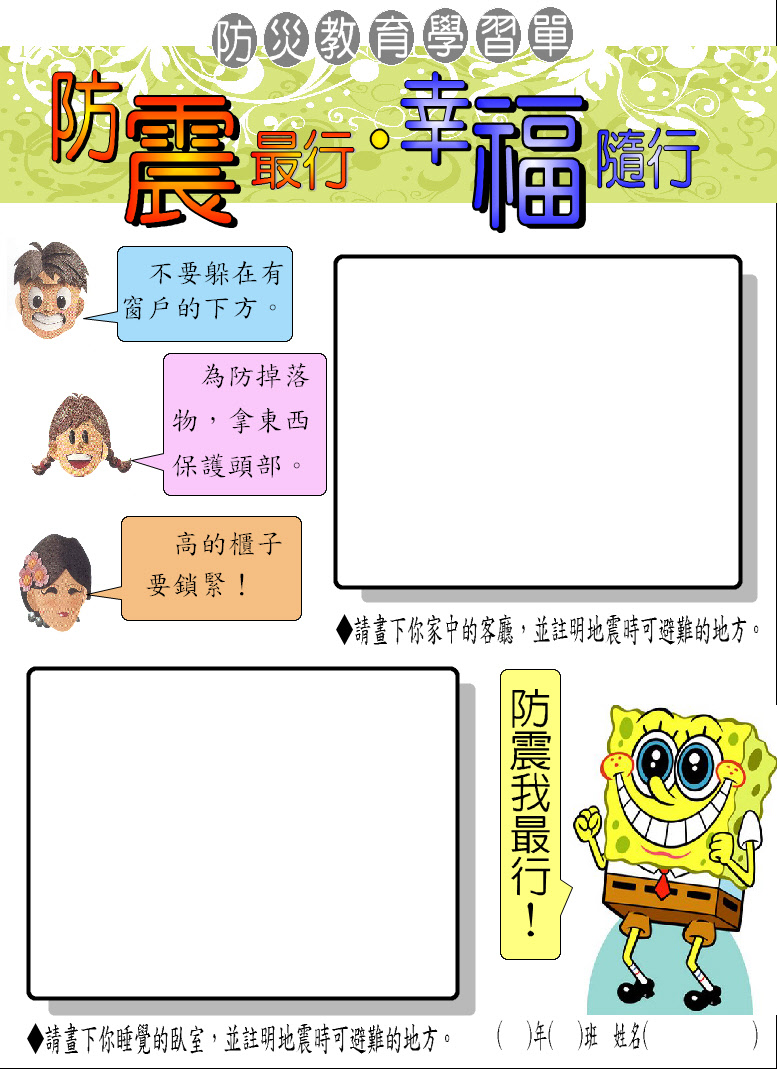 防災教育學習單
防震最行·幸福隨行
不要躲在有
窗戶的下方。
為防掉落
物，拿東西
保護頭部。
高的櫃子
要鎖緊！
◆請畫下你家中的客廳，並註明地震時可避難的地方。
防震我最行！
◆請畫下你睡覺的臥室，並註明地震時可避難的地方。
(　)年(　)班 姓名(　　　　)